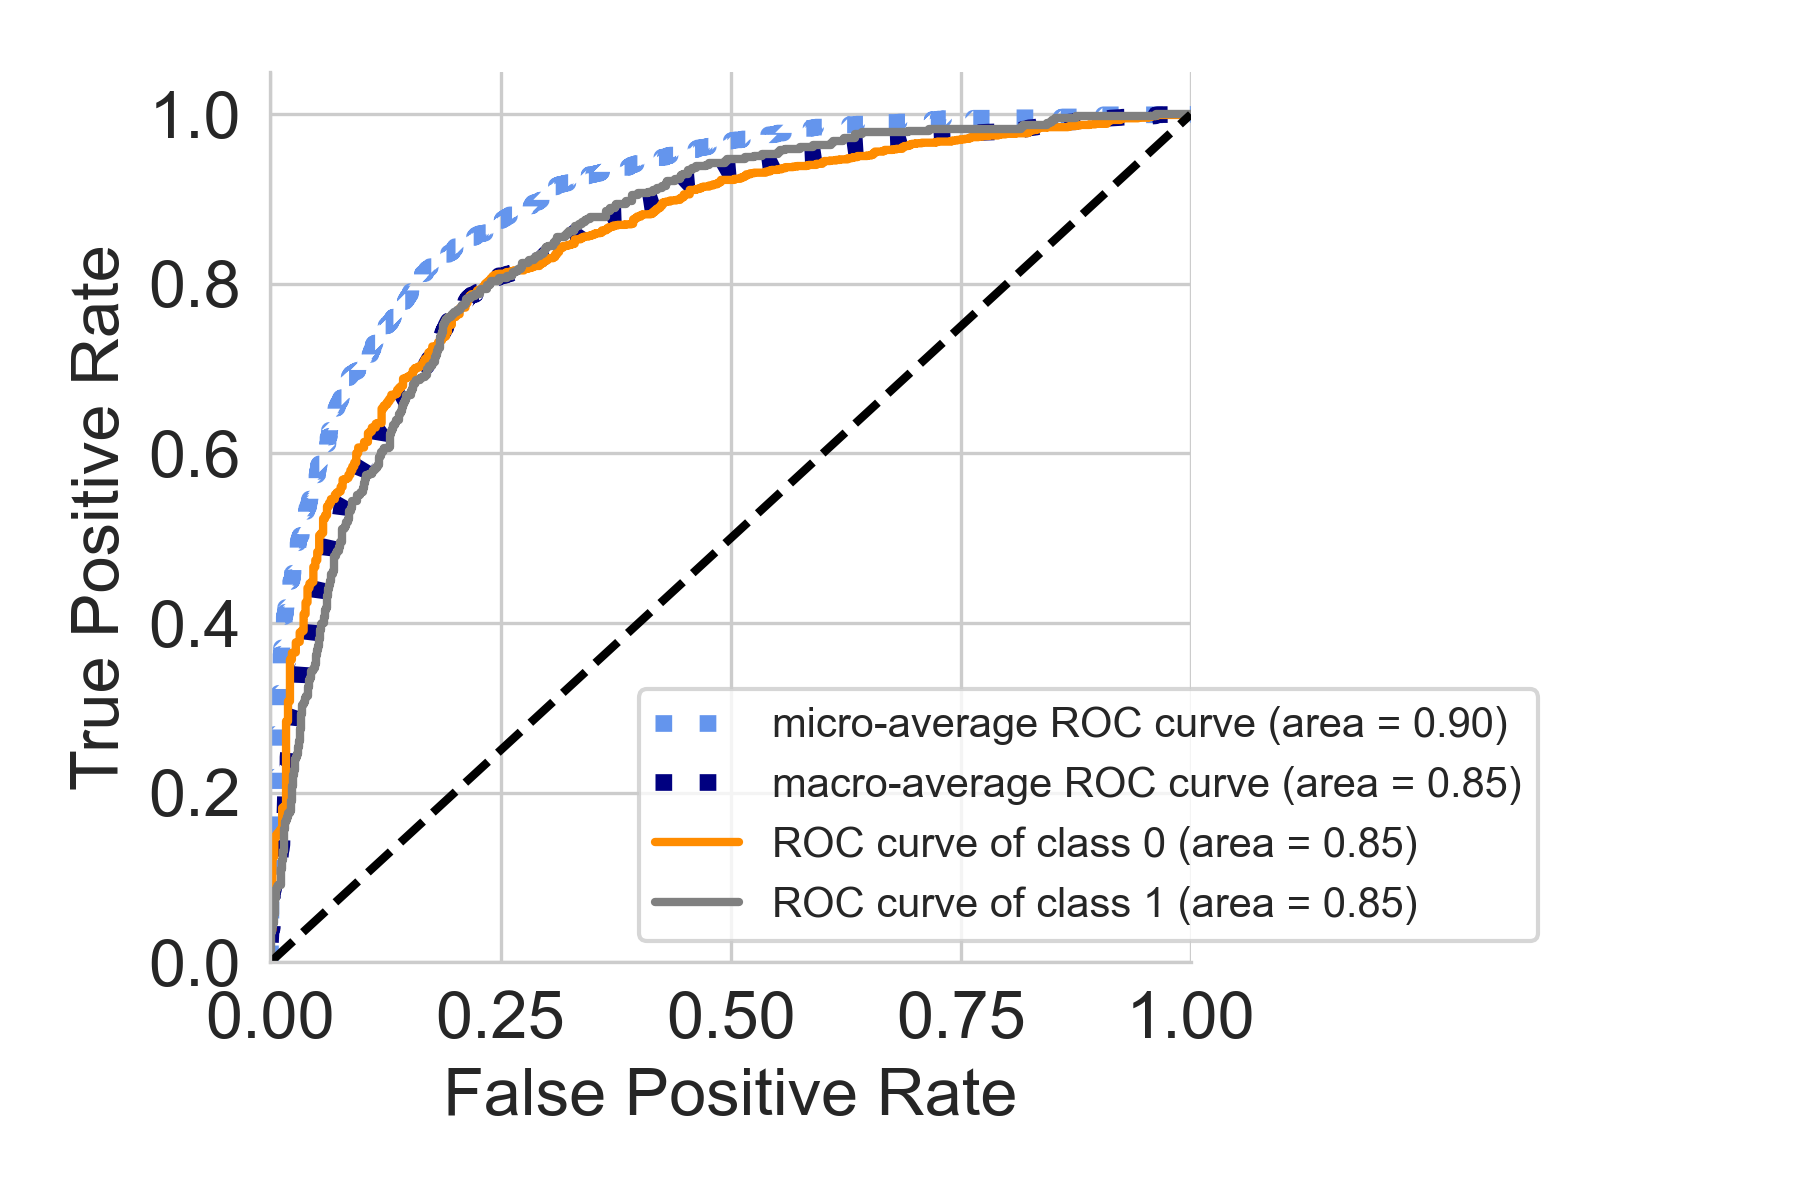 True Positive Rate
1.0
0.8
0.6
0.4
0.2
0.0
micro-average ROC curve (area = 0.90)
macro-average ROC curve (area = 0.85)
ROC curve of class 0 (area = 0.85)
ROC curve of class 1 (area = 0.85)
0.00 0.25 0.50 0.75 1.00
False Positive Rate